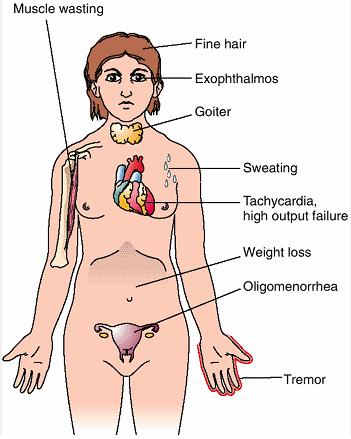 Muscle wasting
Fine hair
Exophthalmos
Goiter
Sweating
Tachycardia,
high output failure
Weight loss
Oligomenorrhea
Tremor